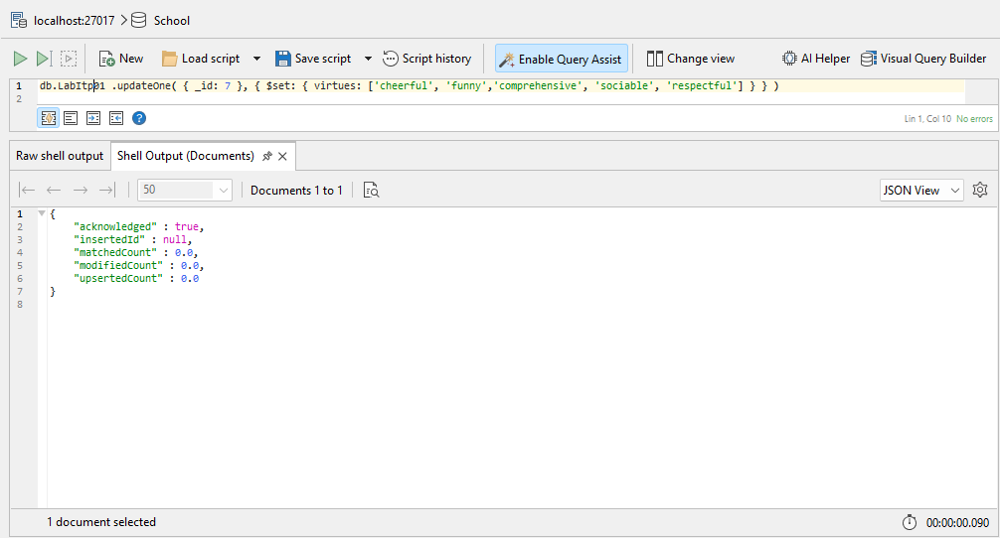 localhost:27017 School
New Load script Save script Script history Enable Query Assist Change view AI Helper Visual Query Builder
1 db.LabItp01 .updateOne( { _id: 7 }, { $set: { virtues: ['cheerful', 'funny','comprehensive', 'sociable', 'respectful'] } } )
2
Lin 1, Col 10 No errors
Raw shell output Shell Output (Documents)
50 Documents 1 to 1 JSON View
1 {
2 "acknowledged" : true,
3 "insertedId" : null,
4 "matchedCount" : 0.0,
5 "modifiedCount" : 0.0,
6 "upsertedCount" : 0.0
7 }
8
1 document selected 00:00:00.090